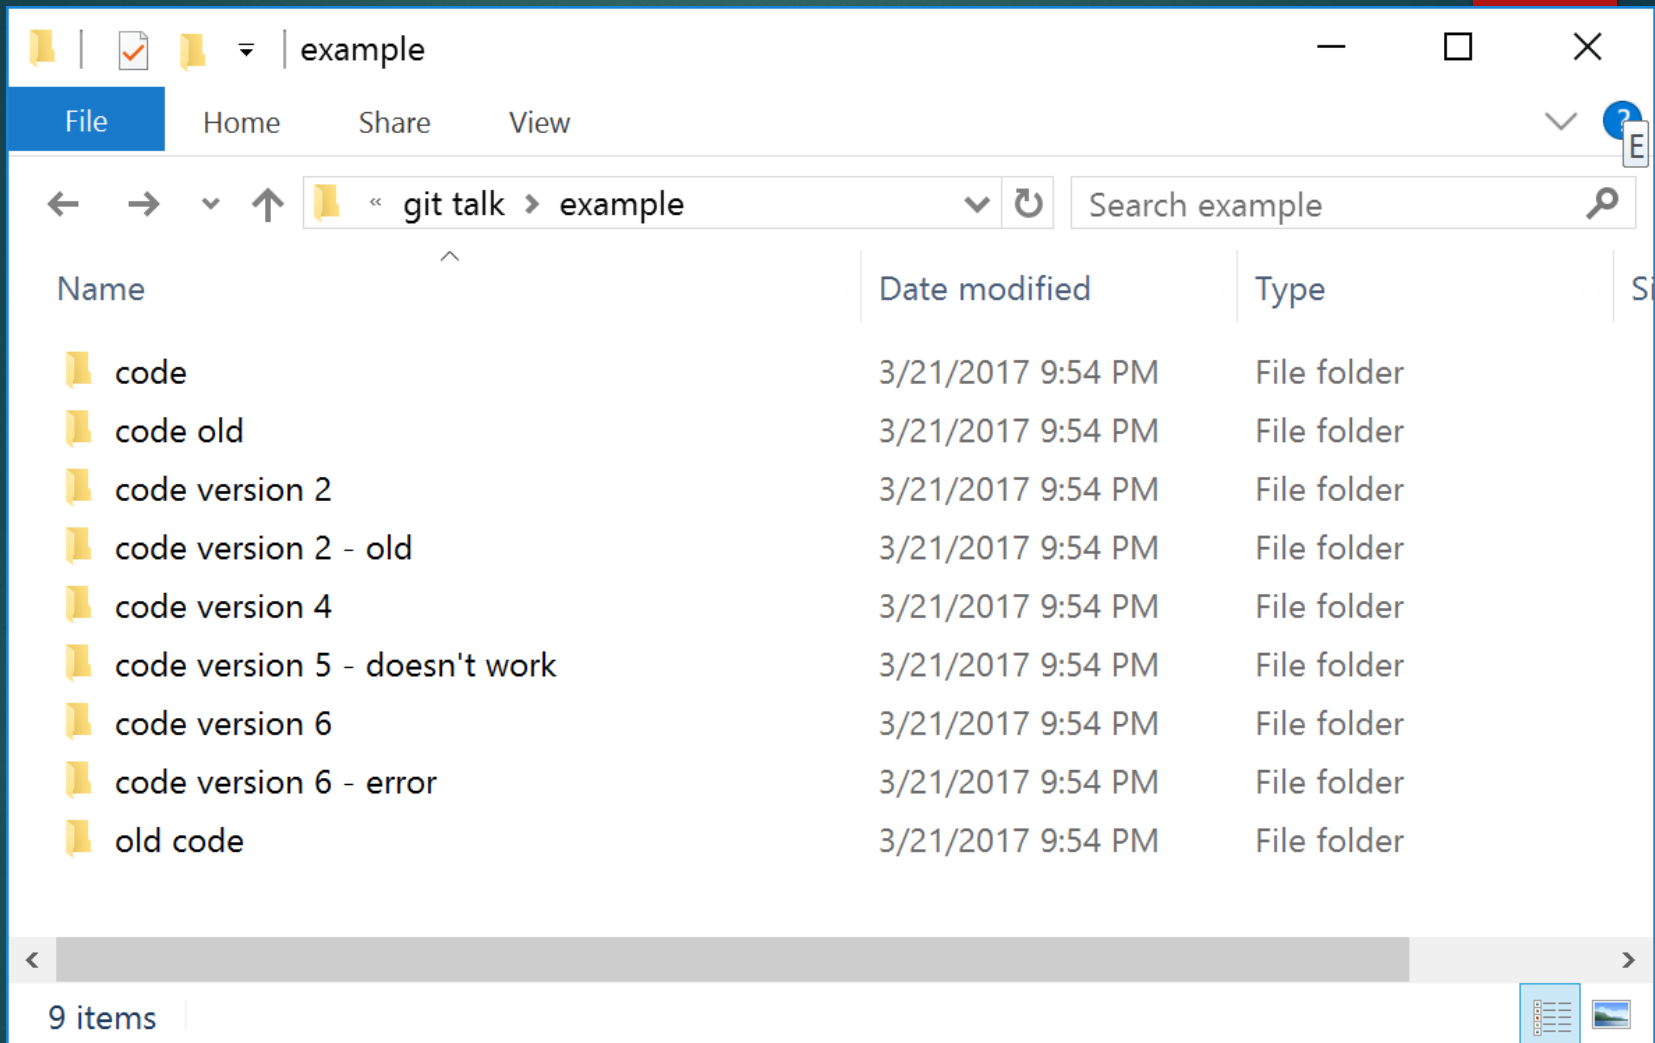 example
File Home Share View
?
E
« git talk > example Search example
Name Date modified Type Si
code 3/21/2017 9:54 PM File folder
code old 3/21/2017 9:54 PM File folder
code version 2 3/21/2017 9:54 PM File folder
code version 2 - old 3/21/2017 9:54 PM File folder
code version 4 3/21/2017 9:54 PM File folder
code version 5 - doesn't work 3/21/2017 9:54 PM File folder
code version 6 3/21/2017 9:54 PM File folder
code version 6 - error 3/21/2017 9:54 PM File folder
old code 3/21/2017 9:54 PM File folder
9 items